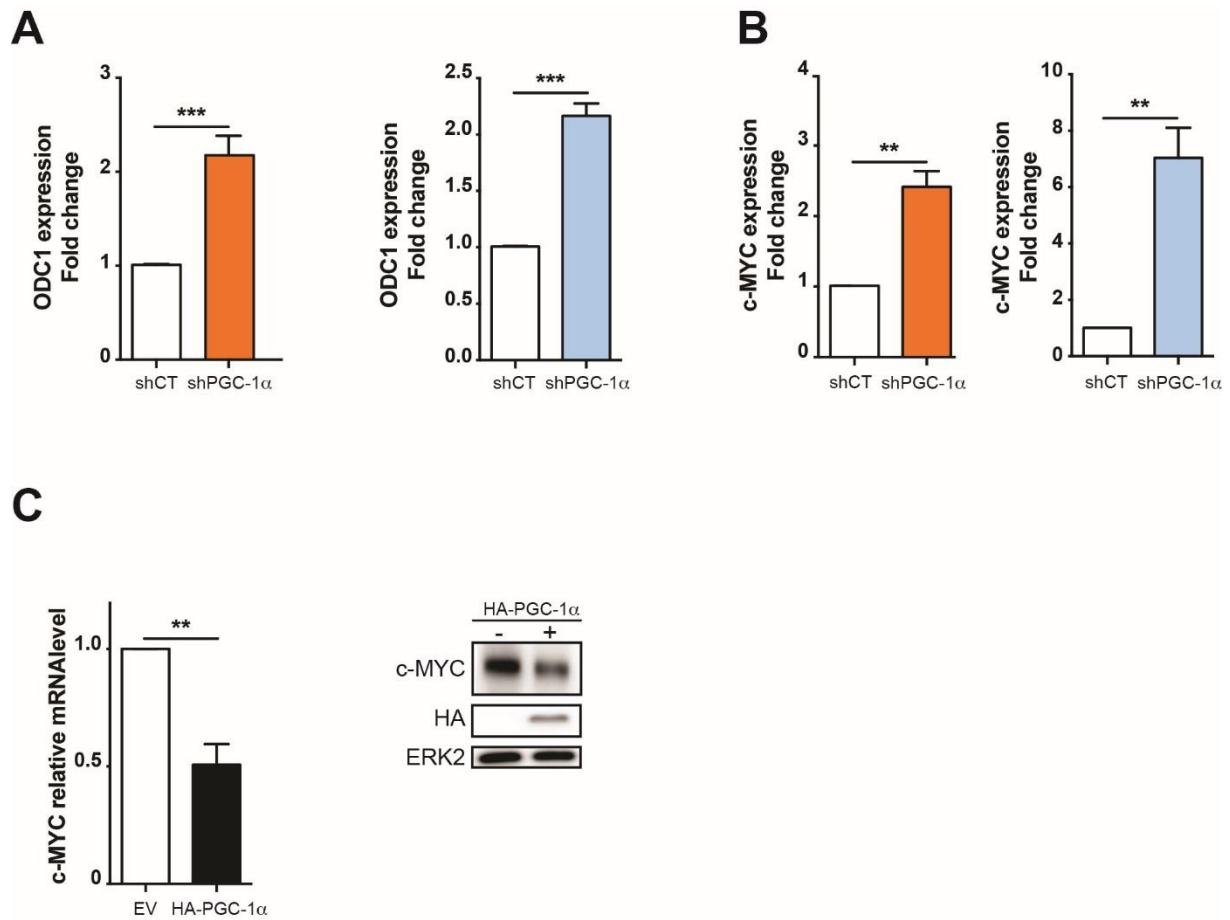 A
ODC1 expression
Fold change
3
2
1
0
***
shCT shPGC-1α
ODC1 expression
Fold change
2.5
2.0
1.0
0.5
0.0
***
shCT shPGC-1α
B
c-MYC expression
Fold change
4
3
2
1
0
**
shCT shPGC-1α
c-MYC expression
Fold change
10
8
6
4
2
0
**
shCT shPGC-1α
C
c-MYC relative mRNAlevel
1.0
0.5
0
**
EV HA-PGC-1α
HA-PGC-1α
- +
c-MYC
HA
ERK2